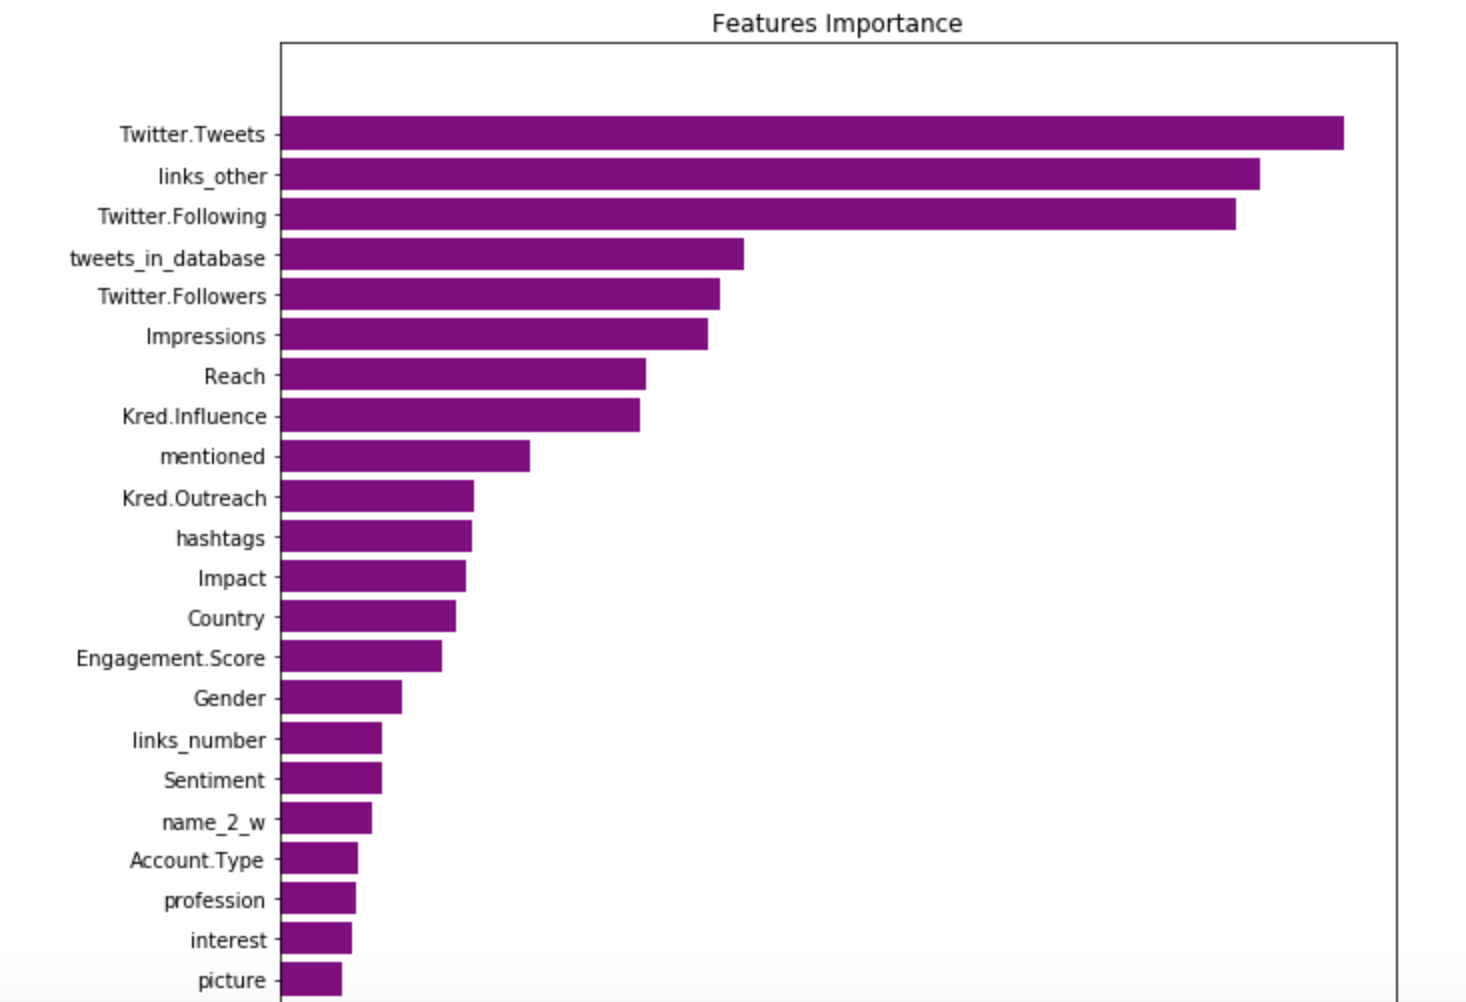 Features Importance
Twitter.Tweets
links_other
Twitter.Following
tweets_in_database
Twitter.Followers
Impressions
Reach
Kred.Influence
mentioned
Kred.Outreach
hashtags
Impact
Country
Engagement.Score
Gender
links_number
Sentiment
name_2_w
Account.Type
profession
interest
picture